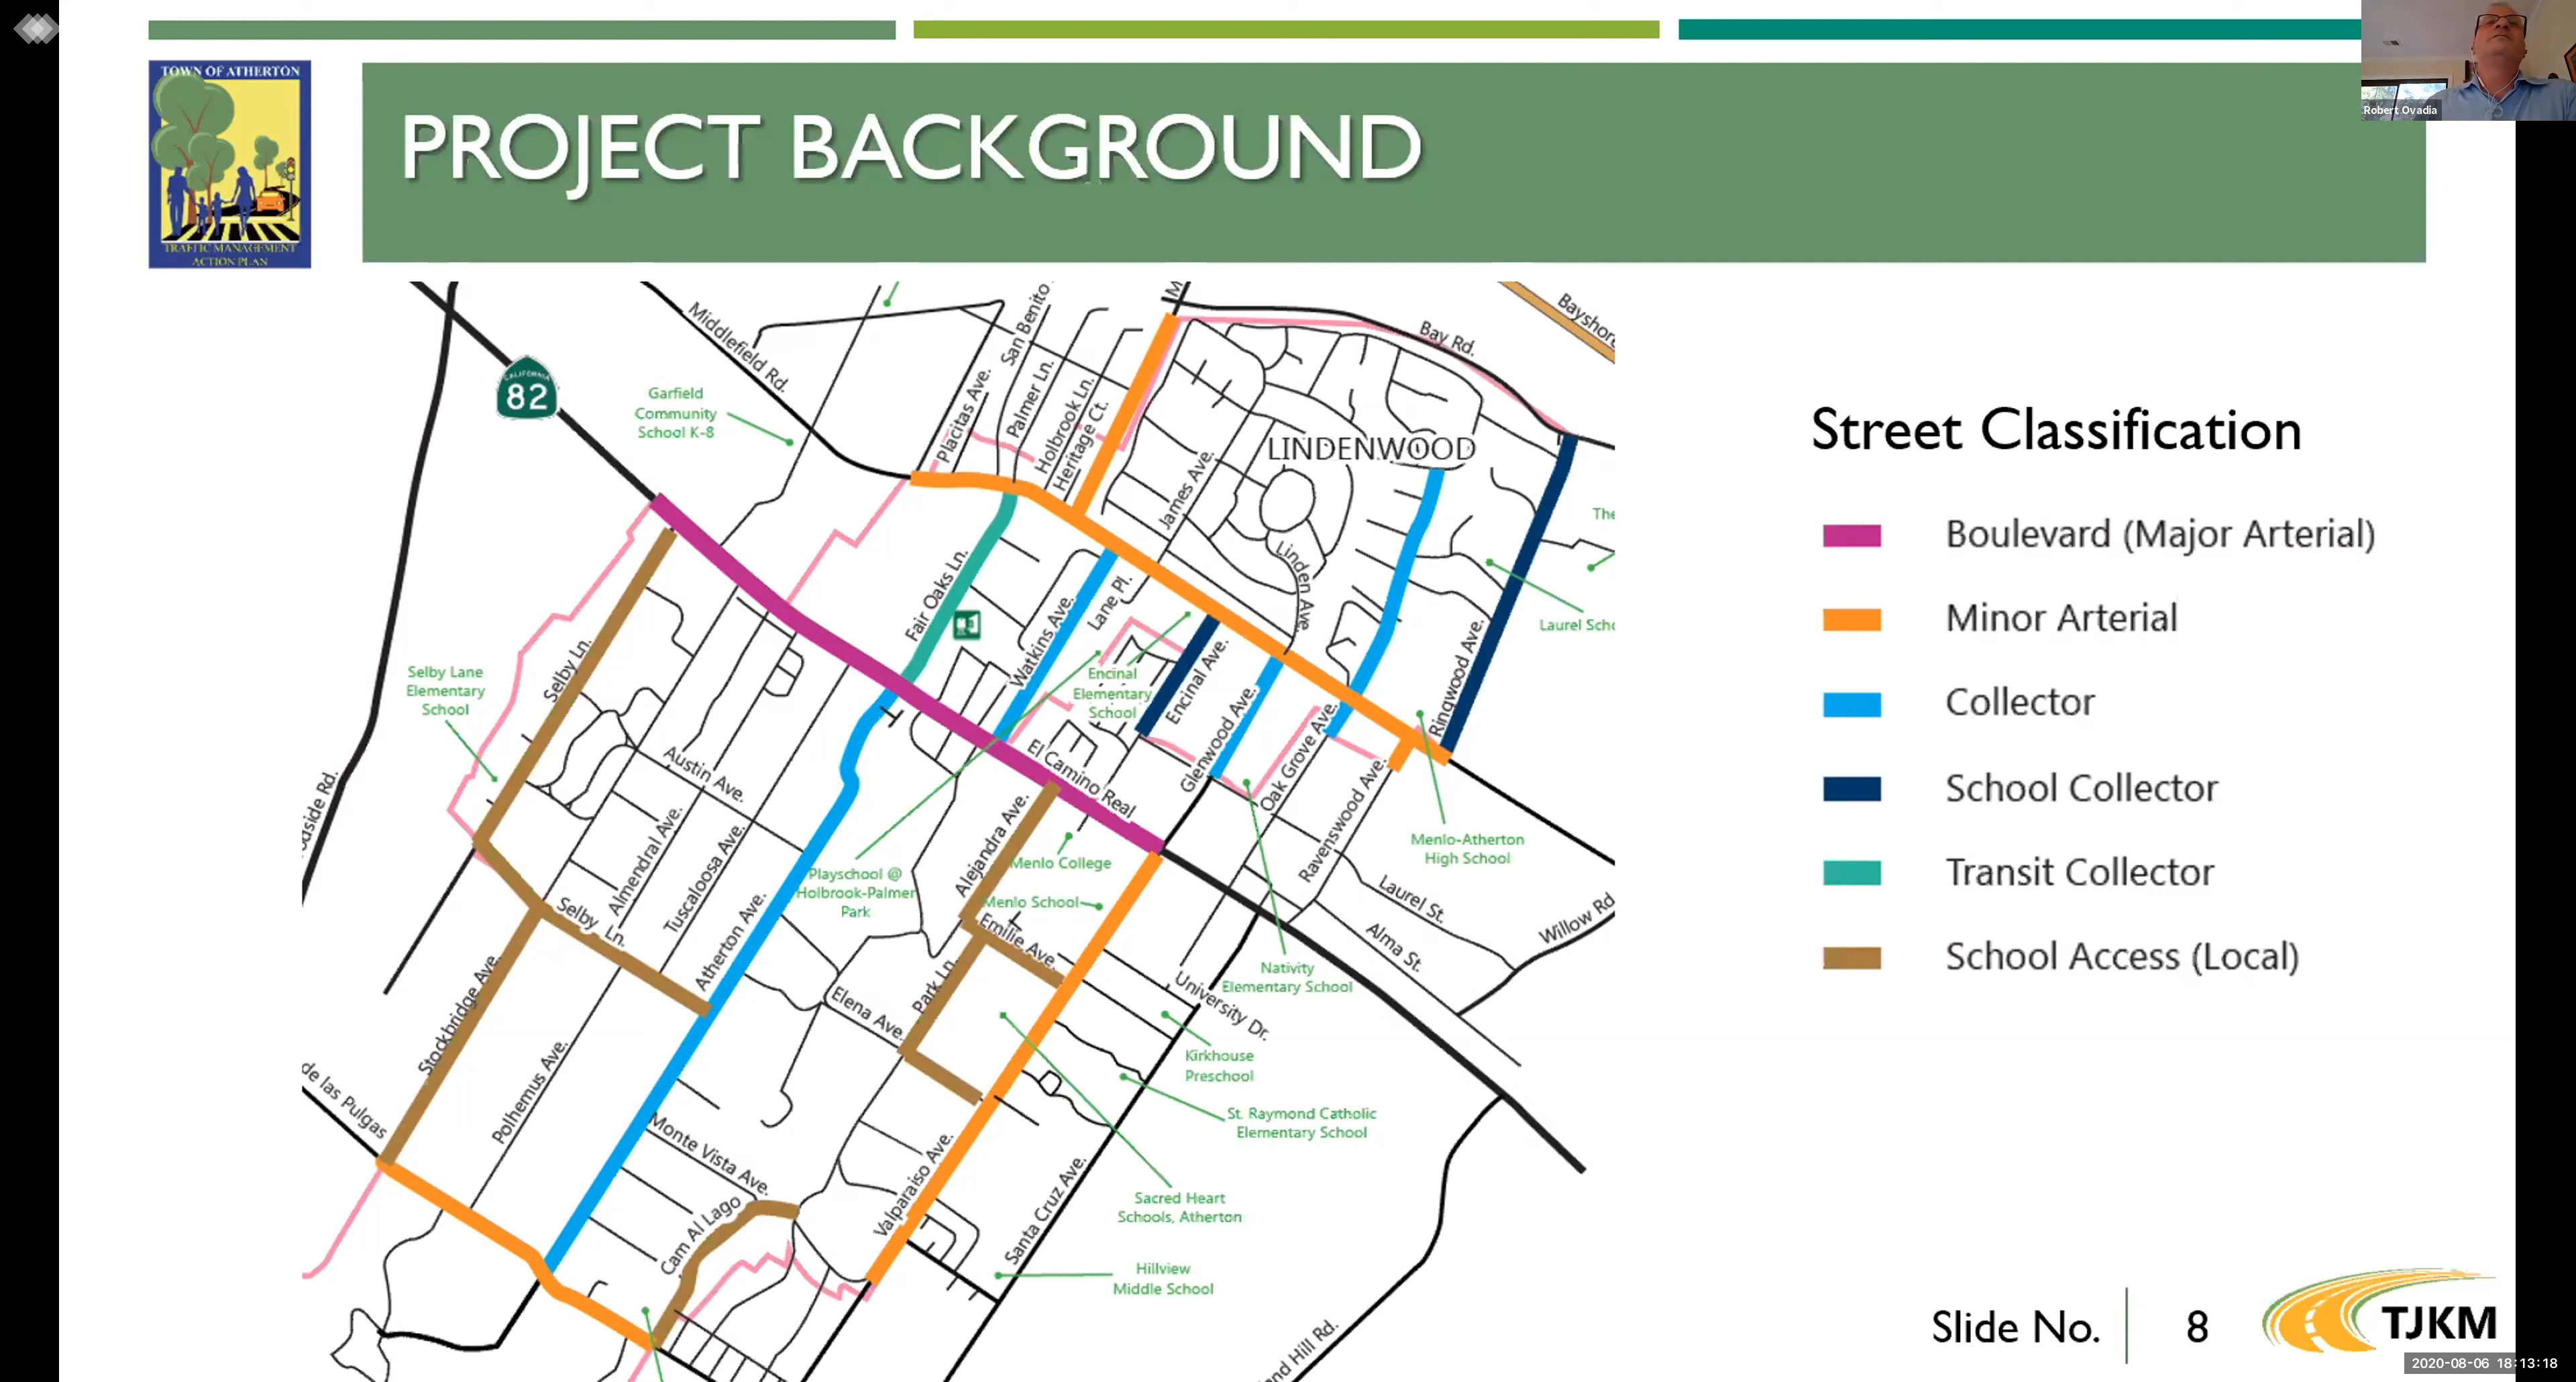 TOWN OF ATHERTON
TRAFFIC MANAGEMENT
ACTION PLAN
PROJECT BACKGROUND
Robert Ovadia
Middlefield Rd.
San Benito
Bay Rd.
CALIFORNIA
82
Garfield
Community
School K-8
Placitas Ave.
Palmer Ln.
Holbrook Ln.
Heritage Ct.
James Ave.
LINDENWOOD
Linden Ave
The
Laurel Scho
Fair Oaks Ln.
Watkins Ave.
Lane Pl.
Encinal
Elementary
School
Encinal Ave.
Glenwood Ave.
Oak Grove Ave.
Ravenswood Ave.
Ringwood Ave.
Selby Lane
Elementary
School
Selby Ln.
Austin Ave.
Almendral Ave.
Tuscaloosa Ave.
El Camino Real
Alejandra Ave.
Menlo College
Menlo School
Menlo-Atherton
High School
Playschool @
Holbrook-Palmer
Park
Laurel St.
Alma St.
Willow Rd
Selby Ln.
Atherton Ave.
Emilie Ave.
Park Ln.
Elena Ave.
University Dr.
Nativity
Elementary School
Stockbridge Ave.
Polhemus Ave.
de las Pulgas
Kirkhouse
Preschool
St. Raymond Catholic
Elementary School
Monte Vista Ave.
Cam Al Lago
Valparaiso Ave.
Santa Cruz Ave.
Sacred Heart
Schools, Atherton
Hillview
Middle School
Street Classification
Boulevard (Major Arterial)
Minor Arterial
Collector
School Collector
Transit Collector
School Access (Local)
Slide No. 8
TJKM
2020-08-06 18:13:18